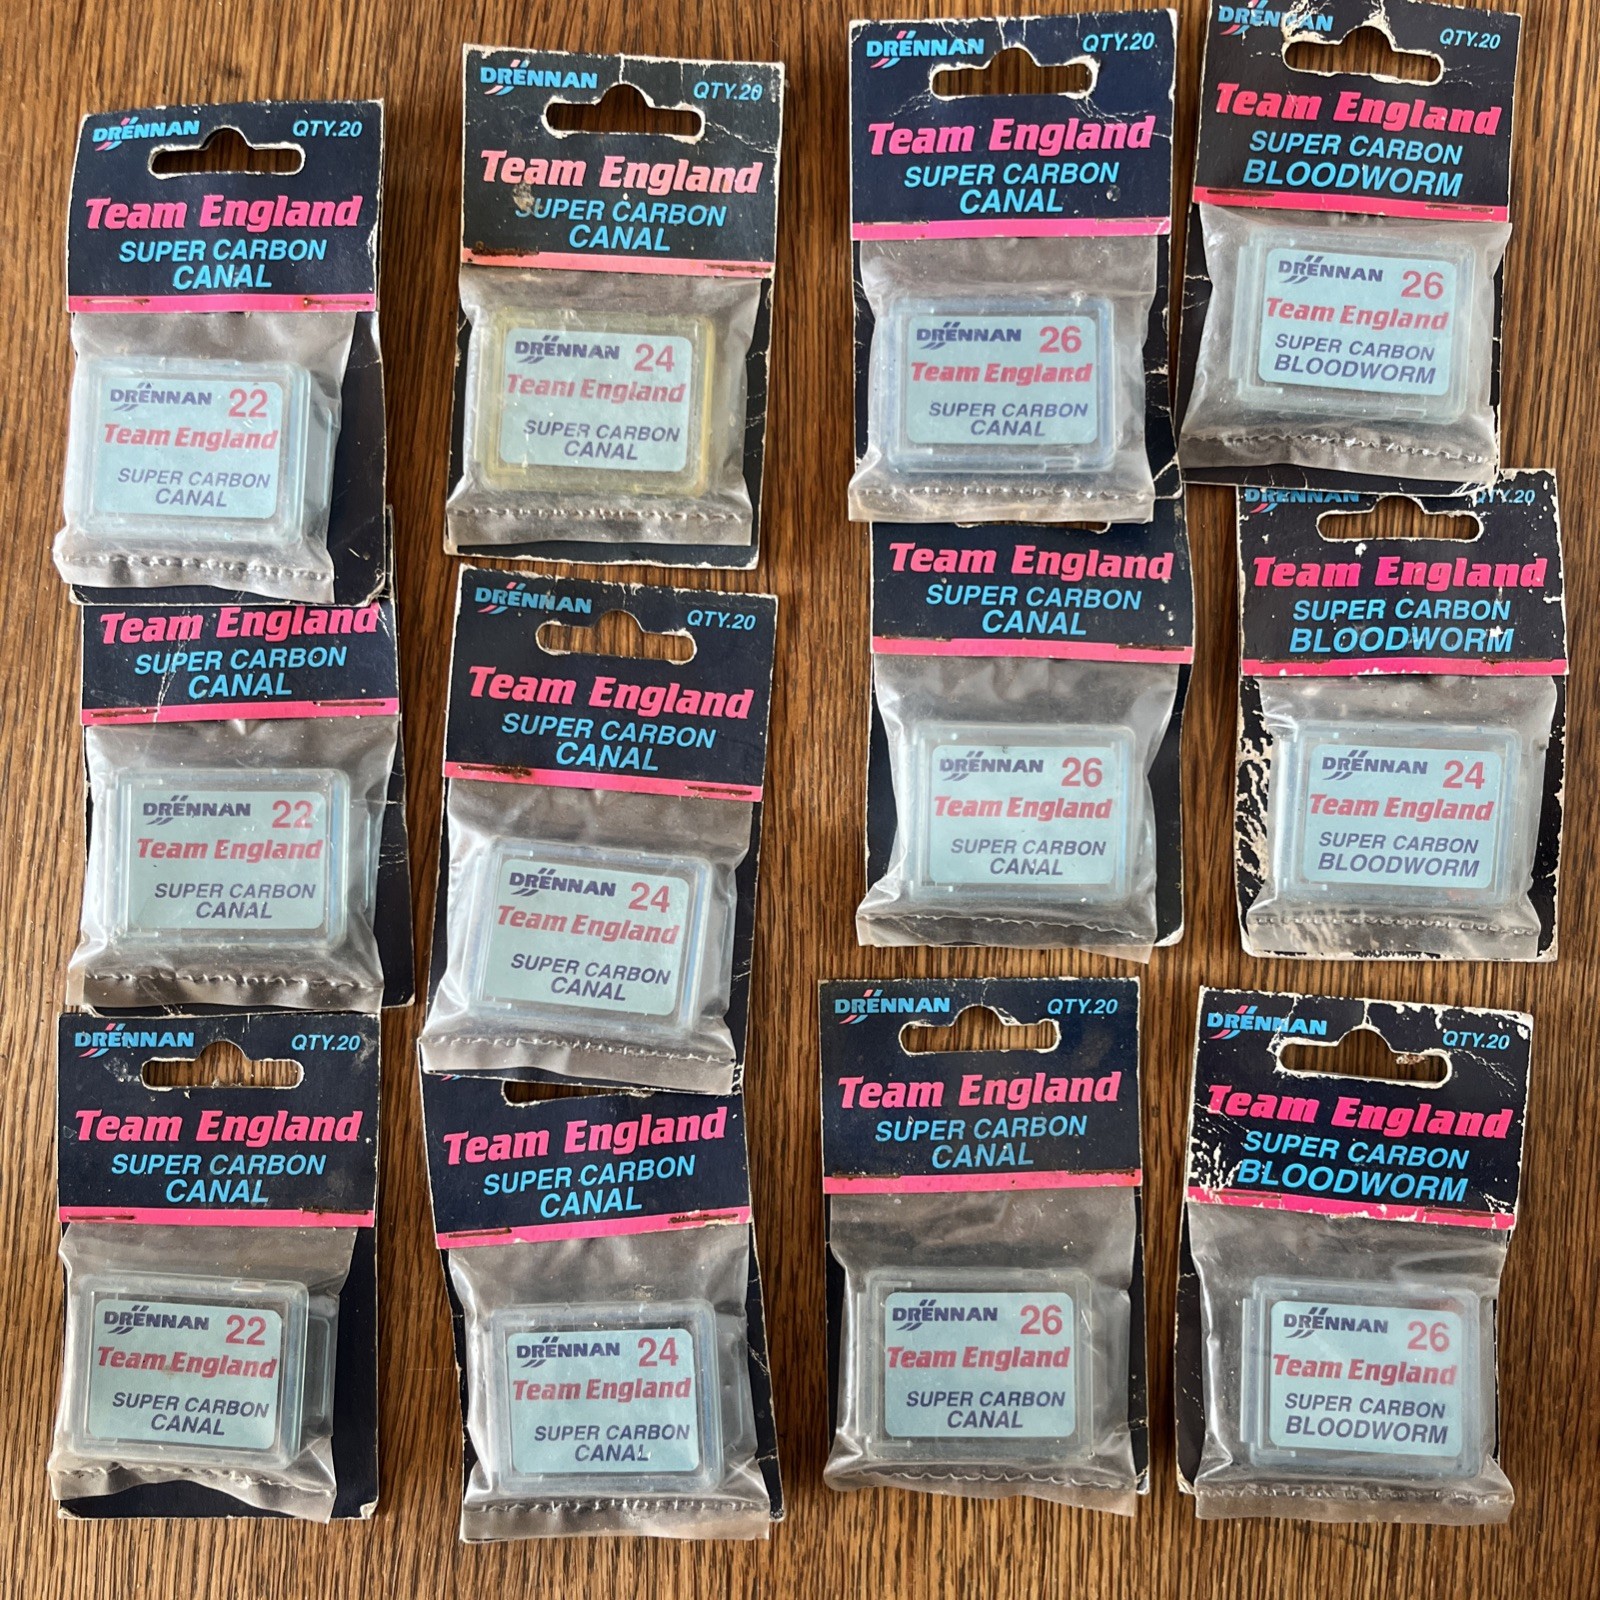 DRENNAN QTY.20
Team England
SUPER CARBON
CANAL
DRENNAN 22
Team England
SUPER CARBON
CANAL
Team England
SUPER CARBON
CANAL
DRENNAN 22
Team England
SUPER CARBON
CANAL
DRENNAN QTY.20
Team England
SUPER CARBON
CANAL
DRENNAN 22
Team England
SUPER CARBON
CANAL
DRENNAN QTY.20
Team England
SUPER CARBON
CANAL
DRENNAN 24
Team England
SUPER CARBON
CANAL
DRENNAN QTY.20
Team England
SUPER CARBON
CANAL
DRENNAN 24
Team England
SUPER CARBON
CANAL
Team England
SUPER CARBON
CANAL
DRENNAN 24
Team England
SUPER CARBON
CANAL
DRENNAN QTY.20
Team England
SUPER CARBON
CANAL
DRENNAN 26
Team England
SUPER CARBON
CANAL
Team England
SUPER CARBON
CANAL
DRENNAN 26
Team England
SUPER CARBON
CANAL
DRENNAN QTY.20
Team England
SUPER CARBON
CANAL
DRENNAN 26
Team England
SUPER CARBON
CANAL
DRENNAN QTY.20
Team England
SUPER CARBON
BLOODWORM
DRENNAN 26
Team England
SUPER CARBON
BLOODWORM
DRENNAN QTY.20
Team England
SUPER CARBON
BLOODWORM
DRENNAN 24
Team England
SUPER CARBON
BLOODWORM
DRENNAN QTY.20
Team England
SUPER CARBON
BLOODWORM
DRENNAN 26
Team England
SUPER CARBON
BLOODWORM